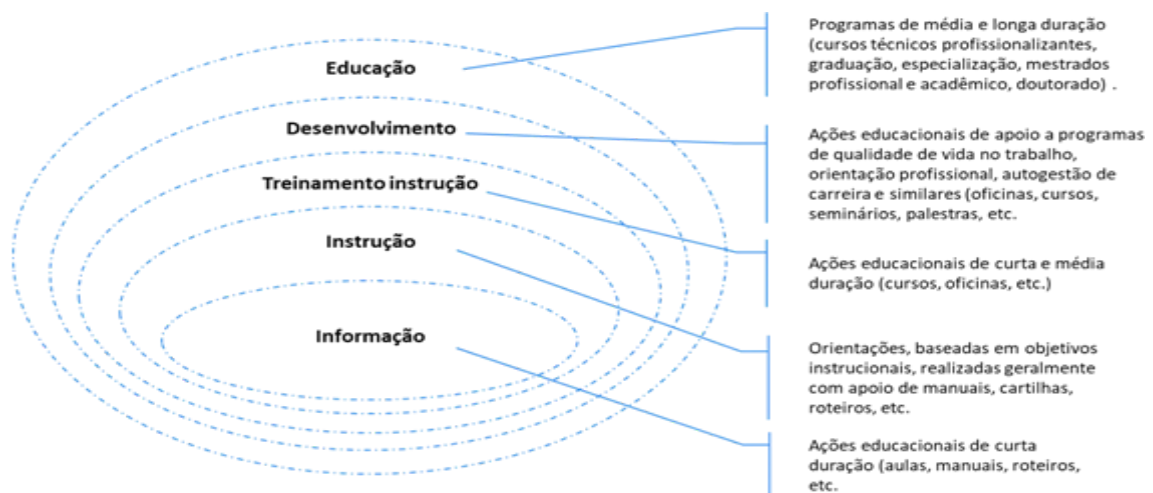 Educação
Programas de média e longa duração
(cursos técnicos profissionalizantes,
graduação, especialização, mestrados
profissional e acadêmico, doutorado) .
Desenvolvimento
Ações educacionais de apoio a programas
de qualidade de vida no trabalho,
orientação profissional, autogestão de
carreira e similares (oficinas, cursos,
seminários, palestras, etc.
Treinamento instrução
Ações educacionais de curta e média
duração (cursos, oficinas, etc.)
Instrução
Orientações, baseadas em objetivos
instrucionais, realizadas geralmente
com apoio de manuais, cartilhas,
roteiros, etc.
Informação
Ações educacionais de curta
duração (aulas, manuais, roteiros,
etc.